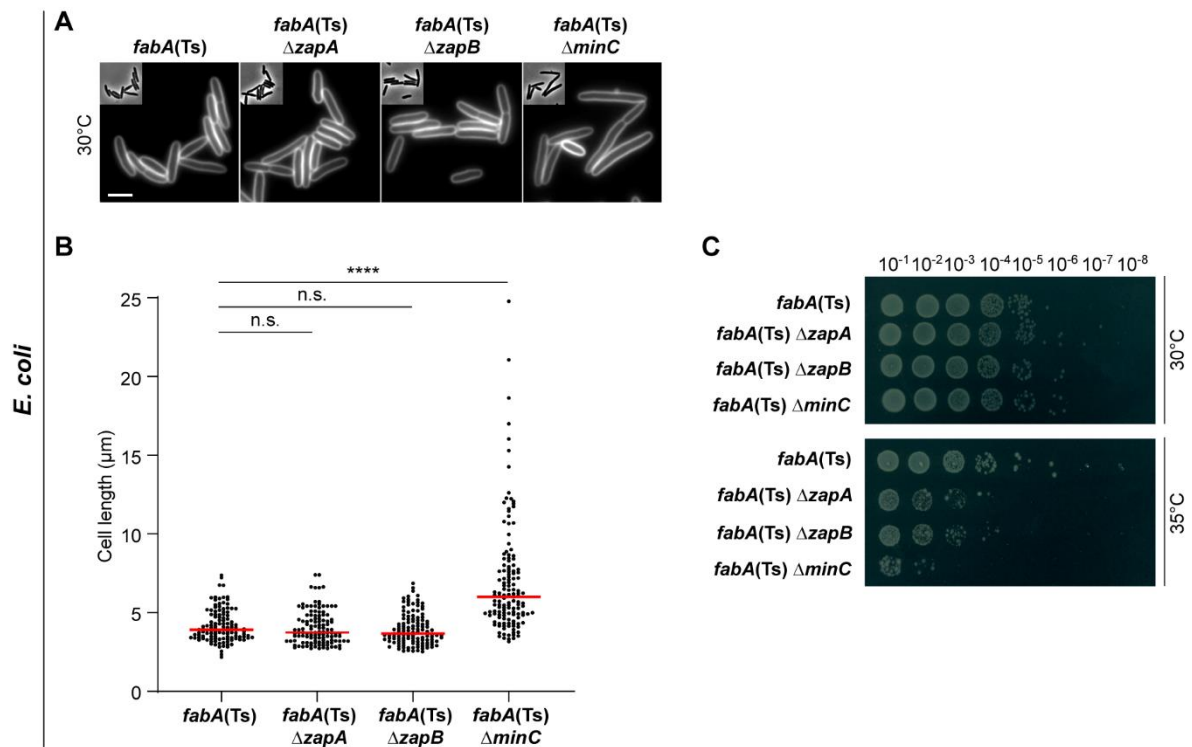 A
fabA(Ts)
fabA(Ts)
ΔzapA
fabA(Ts)
ΔzapB
fabA(Ts)
ΔminC
30°C
E. coli
B
****
n.s.
n.s.
25
20
15
10
5
0
Cell length (µm)
fabA(Ts)
fabA(Ts)
ΔzapA
fabA(Ts)
ΔzapB
fabA(Ts)
ΔminC
C
10-1 10-2 10-3 10-4 10-5 10-6 10-7 10-8
fabA(Ts)
fabA(Ts) ΔzapA
fabA(Ts) ΔzapB
fabA(Ts) ΔminC
30°C
fabA(Ts)
fabA(Ts) ΔzapA
fabA(Ts) ΔzapB
fabA(Ts) ΔminC
35°C